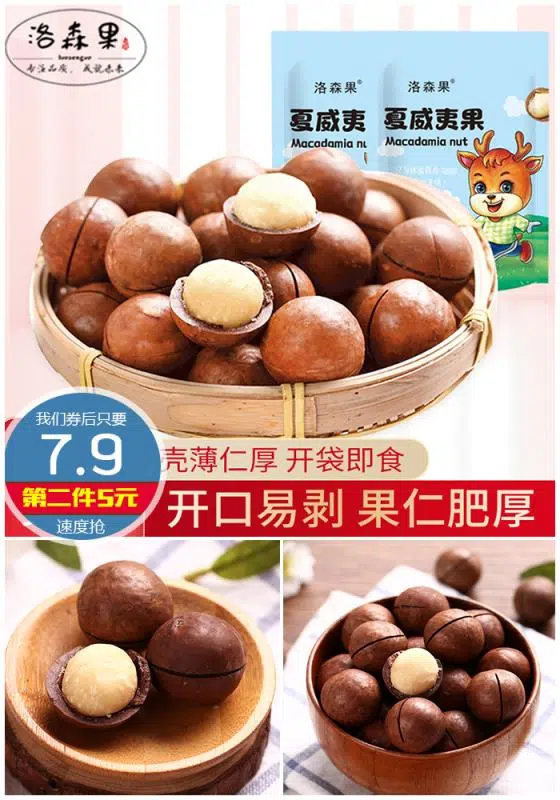 洛森果
专注品质，成就未来
洛森果®
夏威夷
Macadamia nu
洛森果®
夏威夷果
Macadamia nut
我们券后只要
7.9
第二件5元
速度抢
壳薄仁厚 开袋即食
开口易剥 果仁肥厚